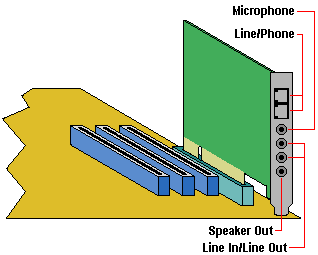 Microphone
Line/Phone
Speaker Out
Line In/Line Out